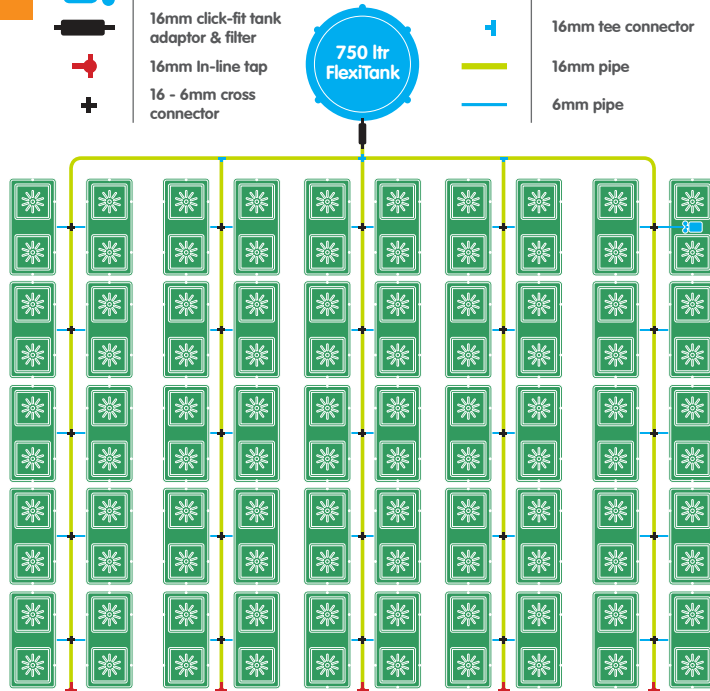 16mm click-fit tank
adaptor & filter
16mm In-line tap
16 - 6mm cross
connector
750 ltr
FlexiTank
16mm tee connector
16mm pipe
6mm pipe